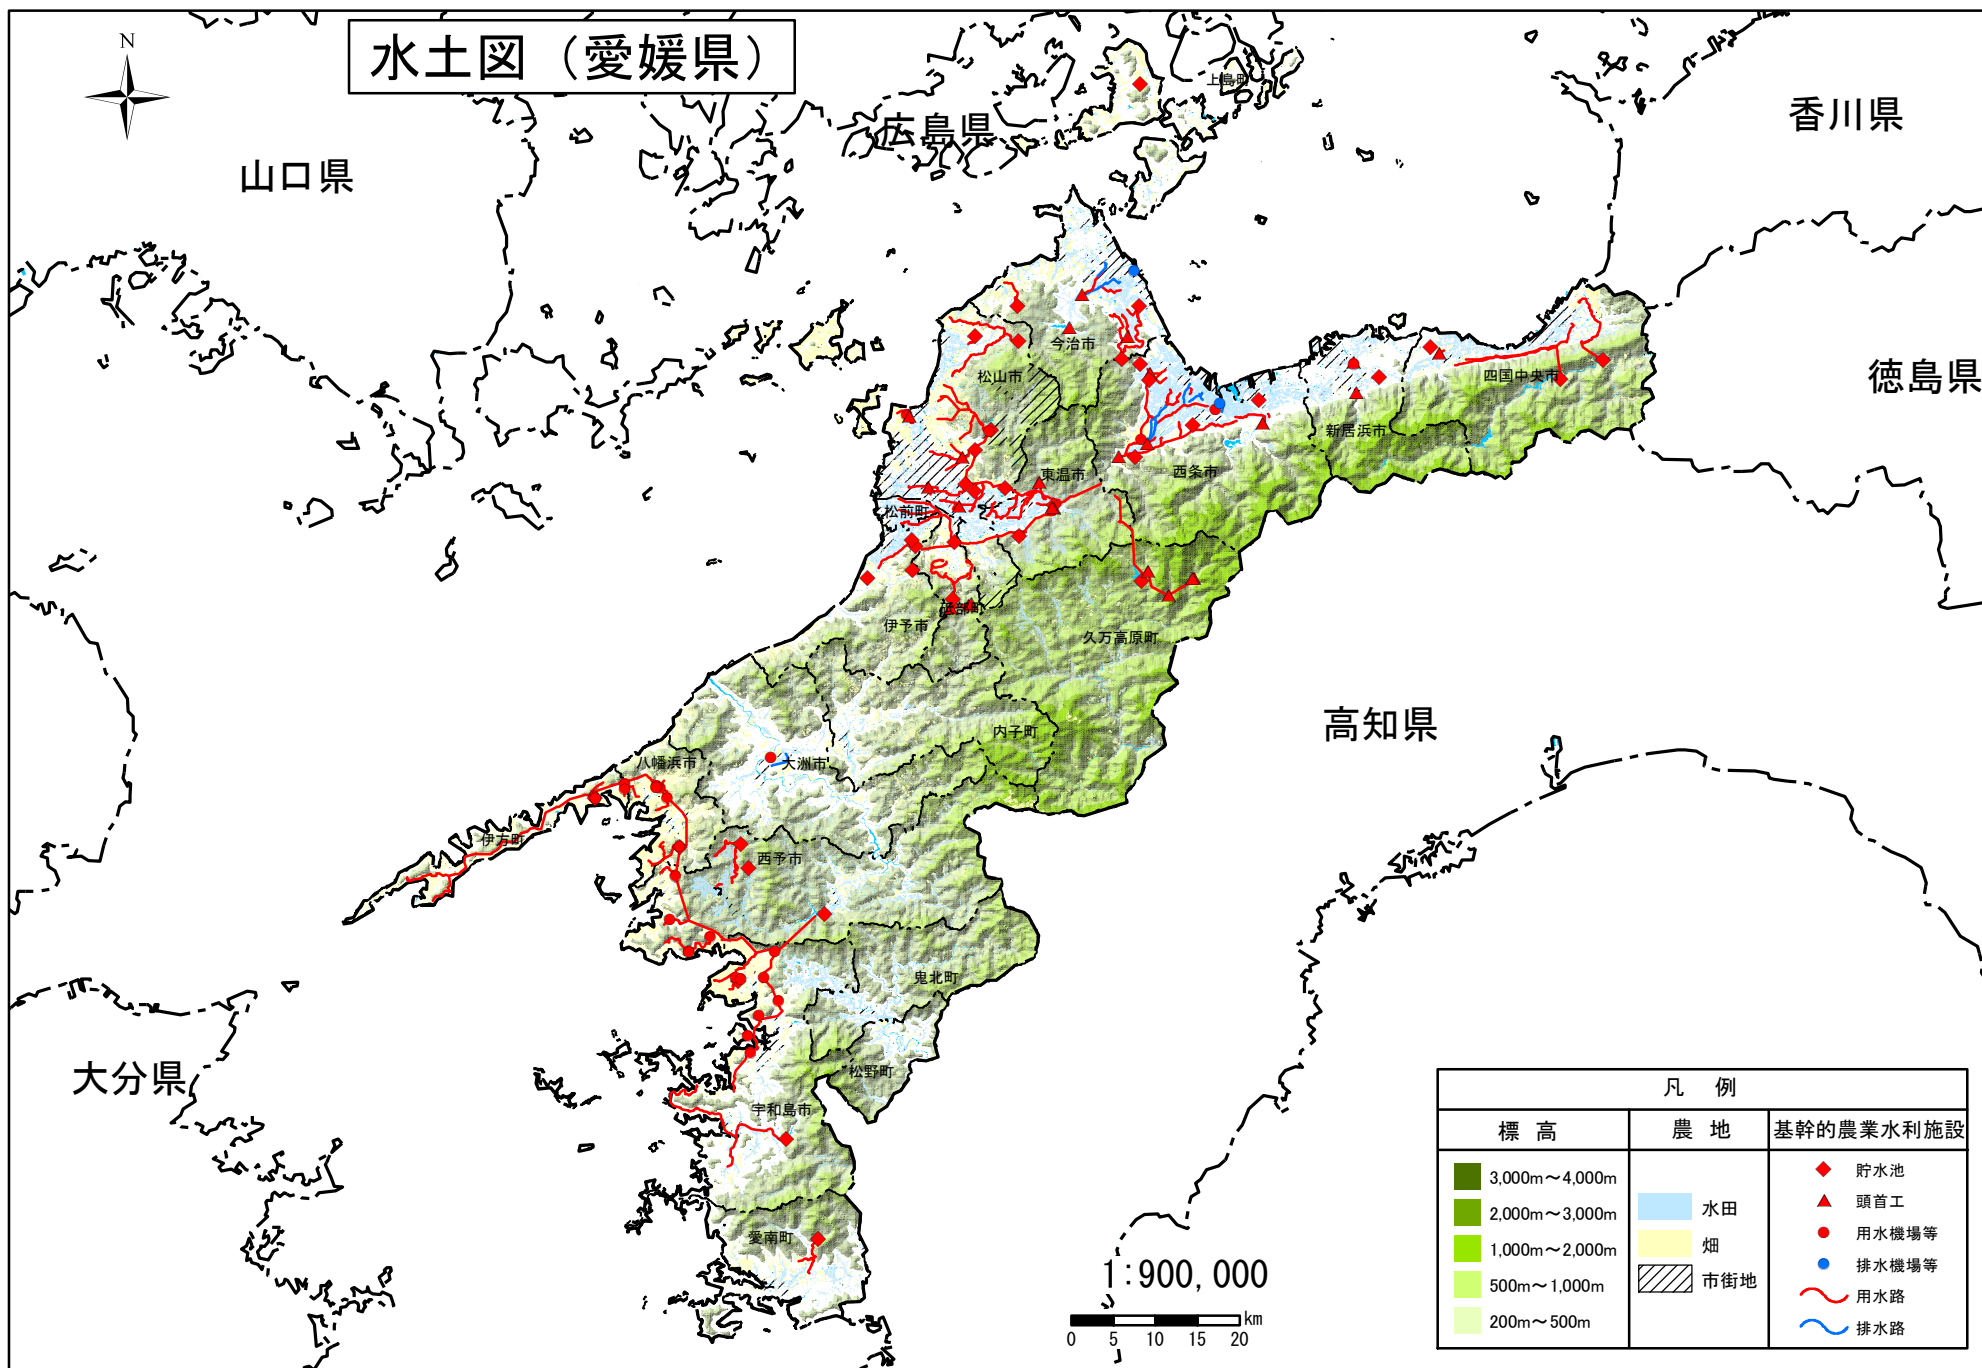 水土図（愛媛県）
N
上島町
香川県
広島県
山口県
今治市
松山市
四国中央市
徳島県
新居浜市
東温市
西条市
松前町
砥部町
伊予市
久万高原町
高知県
内子町
八幡浜市
大洲市
伊方町
西予市
鬼北町
松野町
大分県
宇和島市
愛南町
1:900,000
km
0 5 10 15 20
凡 例
標 高
農 地
基幹的農業水利施設
3,000m～4,000m
2,000m～3,000m
1,000m～2,000m
500m～1,000m
200m～500m
水田
畑
市街地
貯水池
頭首工
用水機場等
排水機場等
用水路
排水路